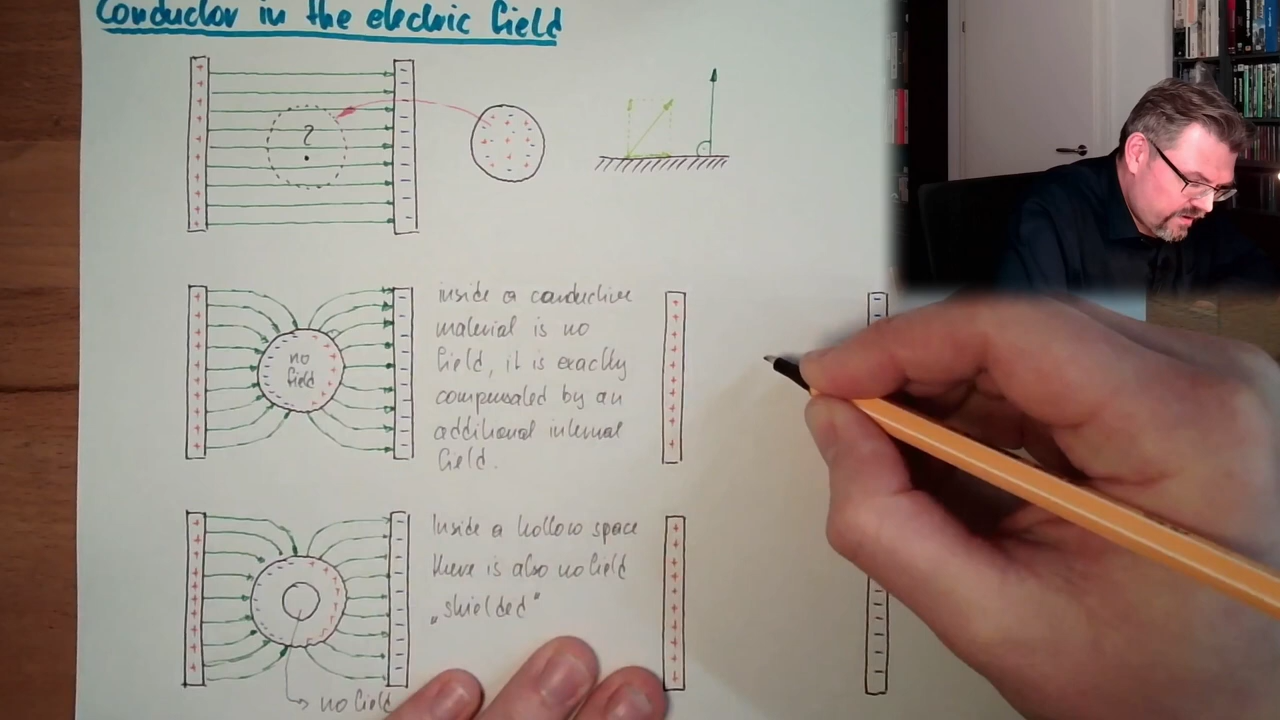 Conductor in the electric field
?
no
field
inside a conductive
material is no
field, it is exactly
compensated by an
additional internal
field.
Inside a hollow space
there is also no field
„shielded"
no field